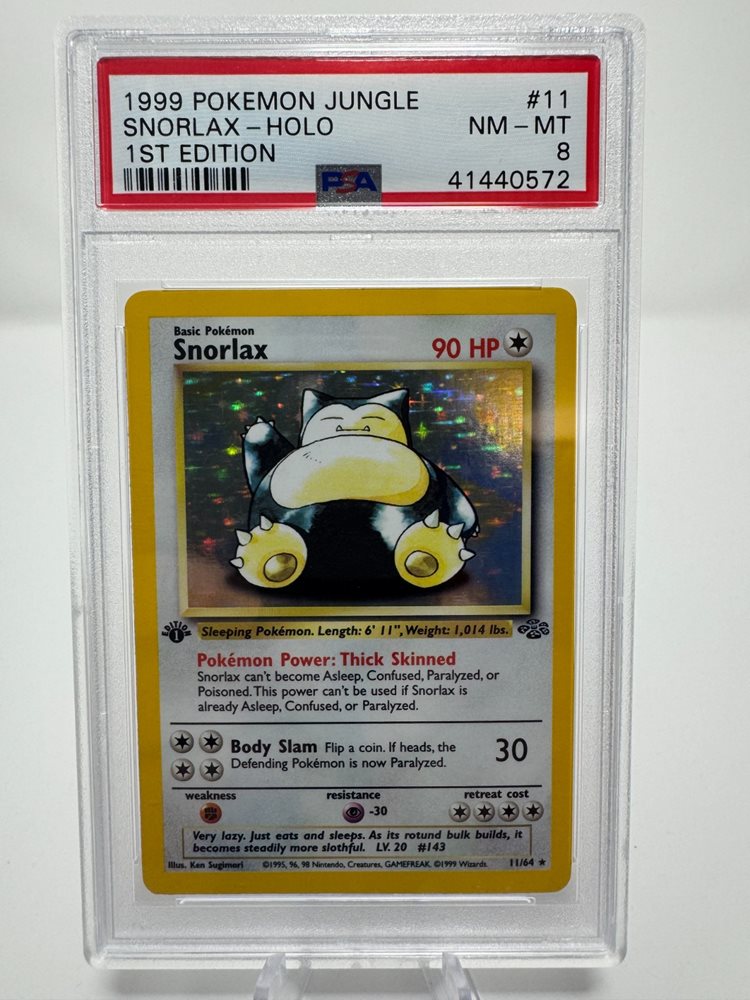 1999 POKEMON JUNGLE #11
SNORLAX - HOLO NM - MT
1ST EDITION 8
PSA 41440572
Basic Pokémon
Snorlax 90 HP
EDITION 1 Sleeping Pokémon. Length: 6' 11", Weight: 1,014 lbs.
Pokémon Power: Thick Skinned
Snorlax can't become Asleep, Confused, Paralyzed, or
Poisoned. This power can't be used if Snorlax is
already Asleep, Confused, or Paralyzed.
Body Slam Flip a coin. If heads, the 30
Defending Pokémon is now Paralyzed.
weakness resistance retreat cost
-30
Very lazy. Just eats and sleeps. As its rotund bulk builds, it
becomes steadily more slothful. LV. 20 #143
Illus. Ken Sugimori ©1995, 96, 98 Nintendo, Creatures, GAMEFREAK. ©1999 Wizards. 11/64 ★